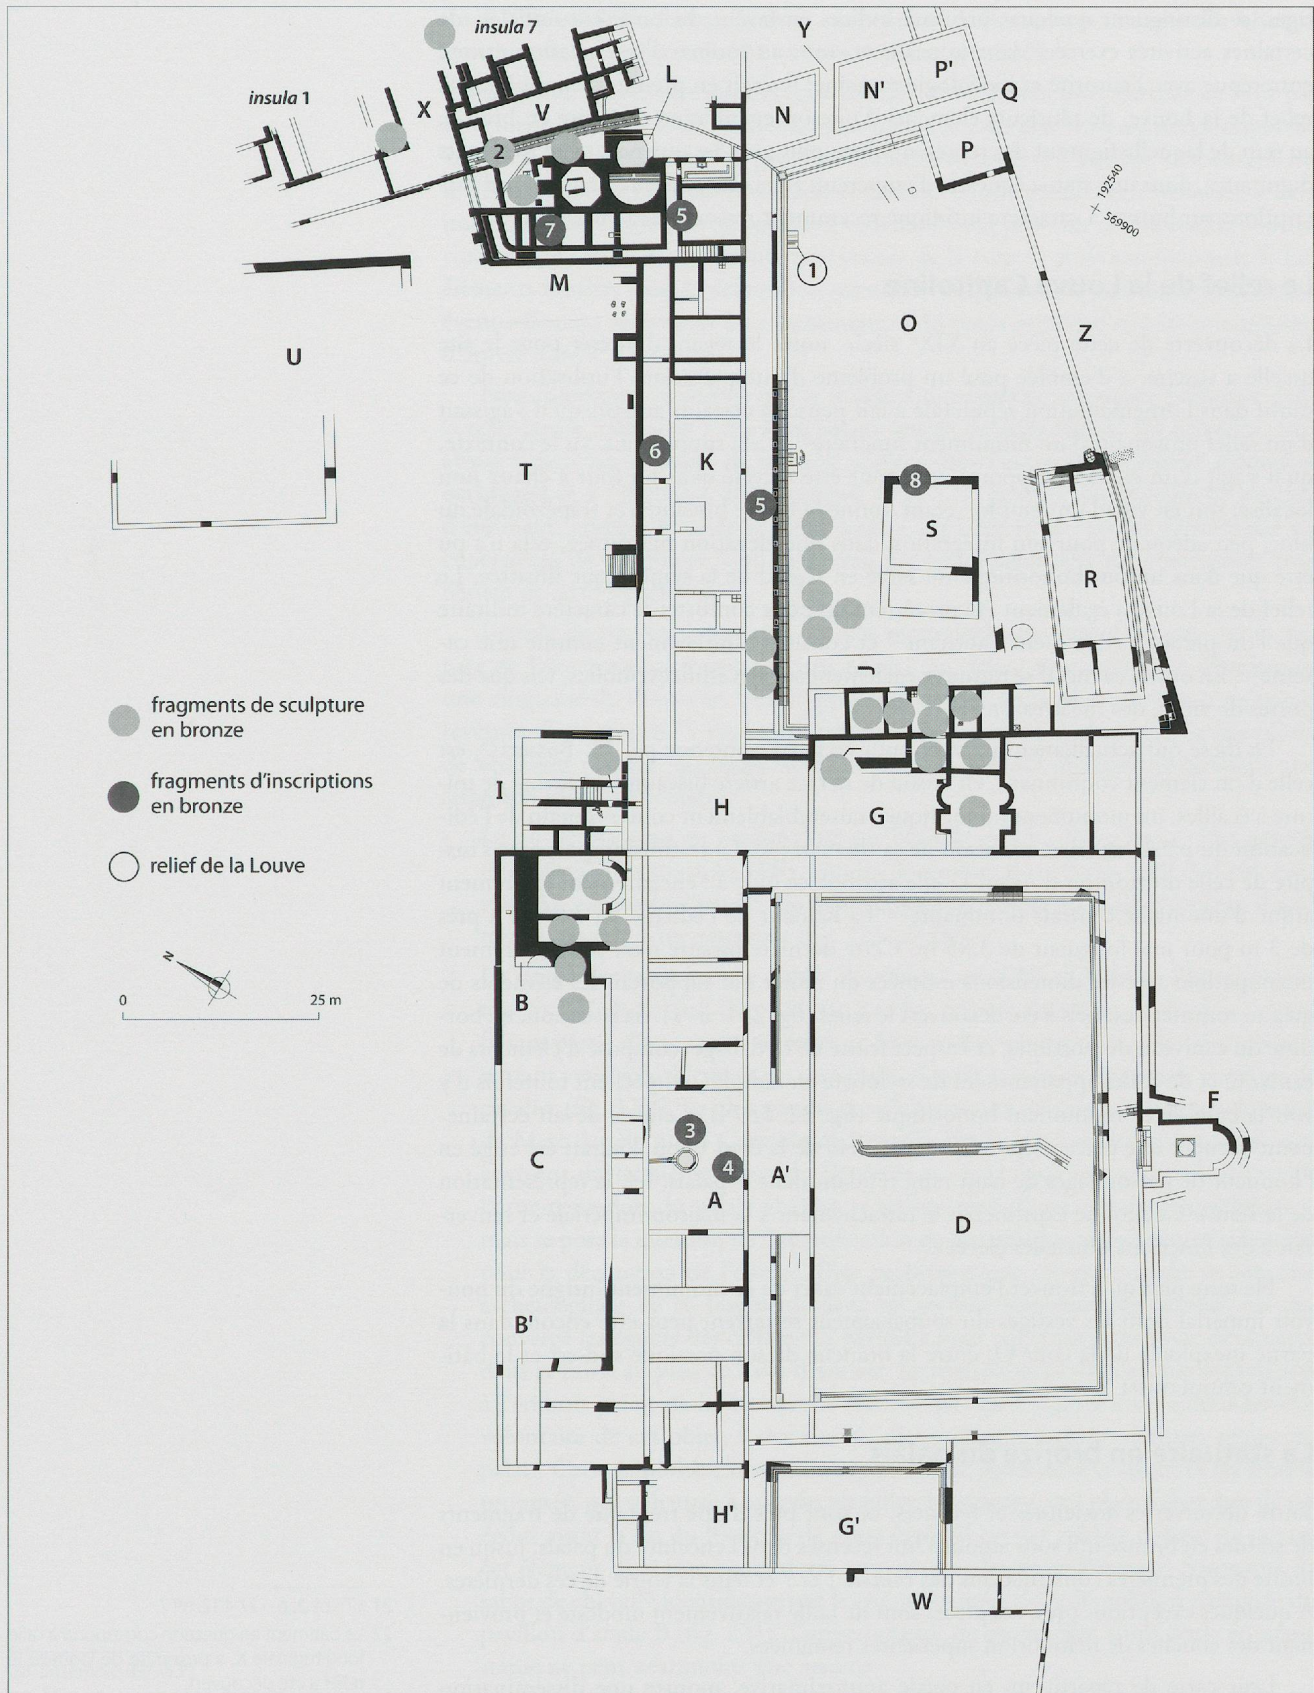 insula 7
Y
insula 1
X
V
L
N
N'
P'
Q
P
2
5
7
1
192540
569900
M
U
O
Z
T
6
K
5
8
S
R
J
fragments de sculpture
en bronze
fragments d'inscriptions
en bronze
relief de la Louve
I
H
G
N
0 25 m
B
F
3
C
4
A
A'
D
B'
H'
G'
W